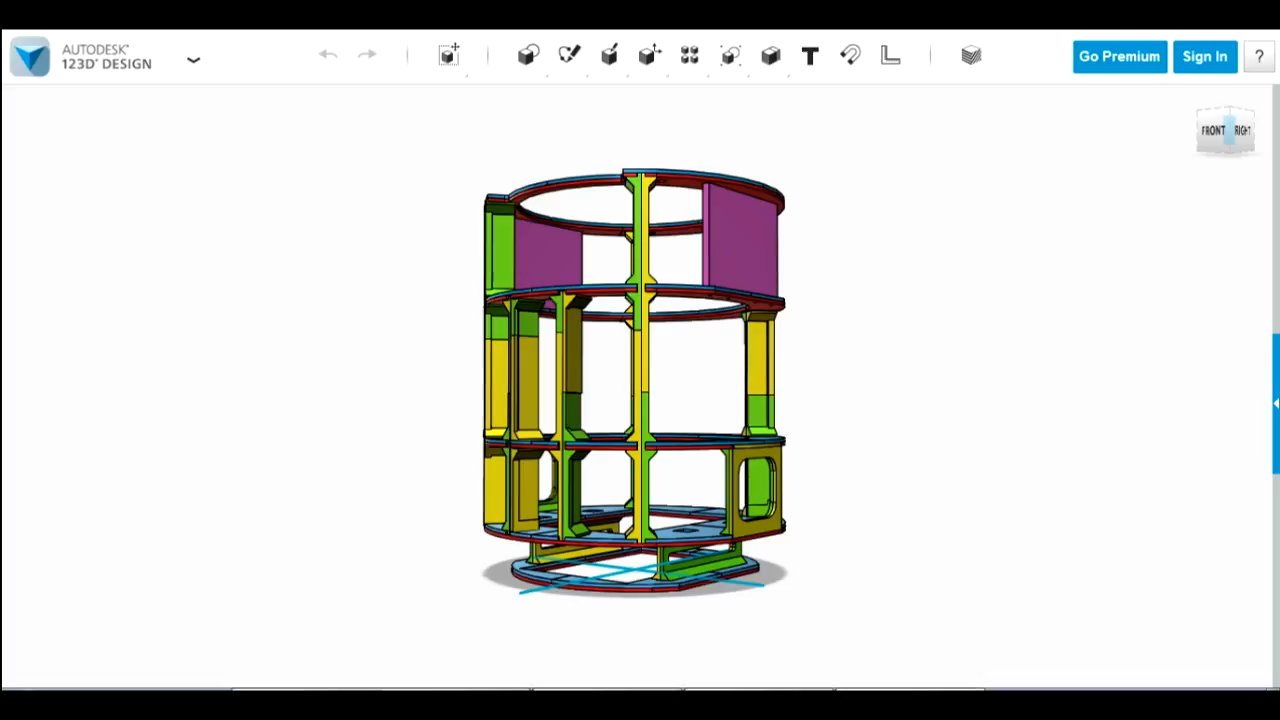 AUTODESK®
123D® DESIGN
T
Go Premium
Sign In
?
FRONT
RIGHT